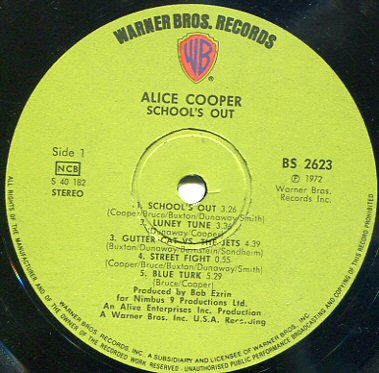 WARNER BROS. RECORDS
WB
ALICE COOPER
SCHOOL'S OUT
Side 1
NCB
S 40 182
STEREO
BS 2623
℗ 1972
Warner Bros.
Records Inc.
1. SCHOOL'S OUT 3.26
(Cooper/Bruce/Buxton/Dunaway/Smith)
2. LUNEY TUNE 3.36
(Dunaway/Cooper)
3. GUTTER CAT VS. THE JETS 4.39
(Buxton/Dunaway/Bernstein/Sondheim)
4. STREET FIGHT 0.55
(Cooper/Bruce/Buxton/Dunaway/Smith)
5. BLUE TURK 5.29
(Bruce/Cooper)
Produced by Bob Ezrin
for Nimbus 9 Productions Ltd.
An Alive Enterprises Inc. Production
A Warner Bros. Inc. U.S.A. Recording
WARNER BROS. RECORDS INC. A SUBSIDIARY AND LICENSEE OF WARNER BROS. INC.
ALL RIGHTS OF THE MANUFACTURER AND OF THE OWNER OF THE RECORDED WORK RESERVED - UNAUTHORISED PUBLIC PERFORMANCE BROADCASTING AND COPYING OF THIS RECORD PROHIBITED